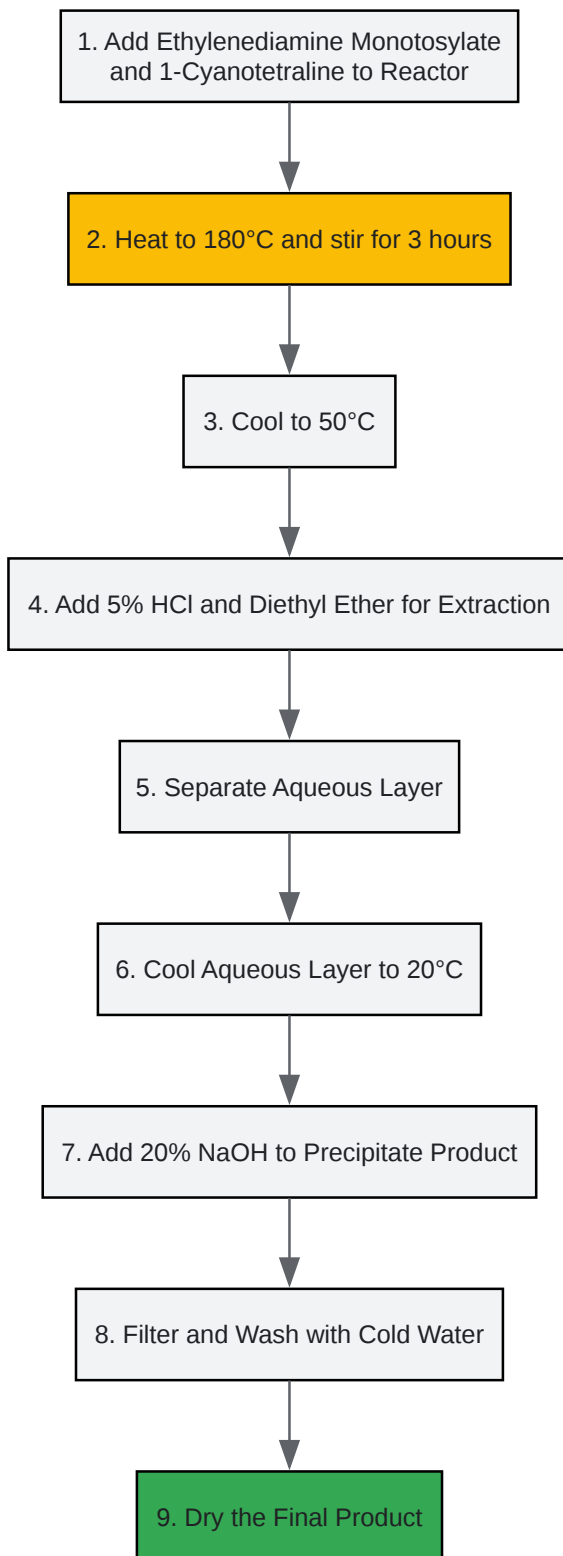 1. Add Ethylenediamine Monotosylate
and 1-Cyanotetraline to Reactor
2. Heat to 180°C and stir for 3 hours
3. Cool to 50°C
4. Add 5% HCl and Diethyl Ether for Extraction
5. Separate Aqueous Layer
6. Cool Aqueous Layer to 20°C
7. Add 20% NaOH to Precipitate Product
8. Filter and Wash with Cold Water
9. Dry the Final Product